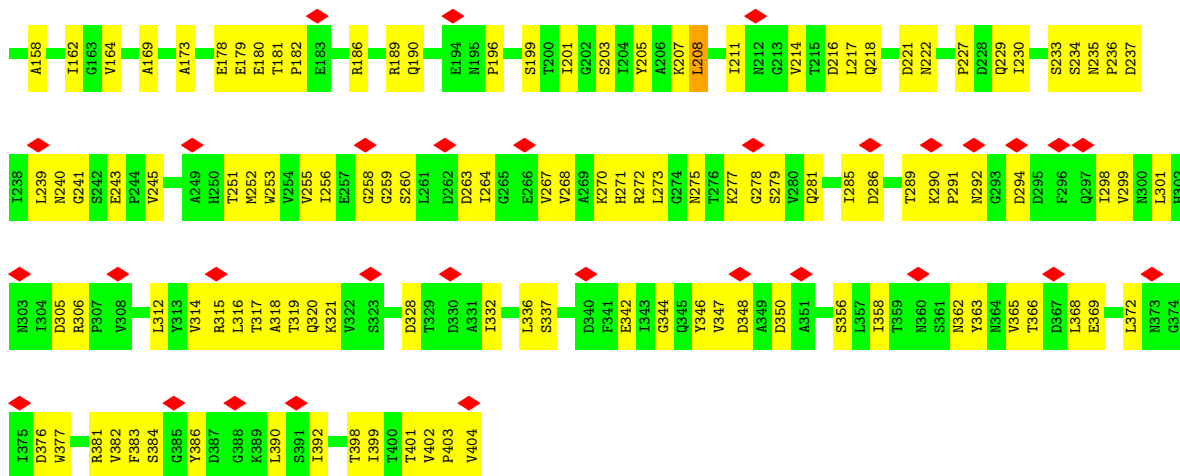 A158 I162 G163 V164 A169 A173 E178 E179 E180 T181 P182 E183 R186 R189 Q190 E194 N195 P196 S199 T200 I201 G202 S203 I204 Y205 A206 K207 L208 I211 N212 G213 V214 T215 D216 L217 Q218 D221 N222 P227 D228 Q229 I230 S233 S234 N235 P236 D237
I238 L239 N240 G241 S242 E243 P244 V245 A249 H250 T251 M252 W253 V254 V255 I256 E257 G258 G259 S260 L261 D262 D263 I264 G265 E266 V267 V268 A269 K270 H271 R272 L273 G274 N275 T276 K277 G278 S279 V280 Q281 I285 D286 T289 K290 P291 N292 G293 D294 D295 F296 Q297 I298 V299 N300 L301 H302
N303 I304 D305 R306 P307 V308 L312 Y313 V314 R315 L316 T317 A318 T319 Q320 K321 V322 S323 D328 T329 D330 A331 I332 L336 S337 D340 F341 E342 I343 G344 Q345 Y346 V347 D348 A349 D350 A351 S356 L357 I358 T359 N360 S361 N362 Y363 N364 V365 T366 D367 L368 E369 L372 N373 G374
I375 D376 W377 R381 V382 F383 S384 G385 Y386 D387 G388 K389 L390 S391 I392 T398 I399 T400 T401 V402 P403 V404